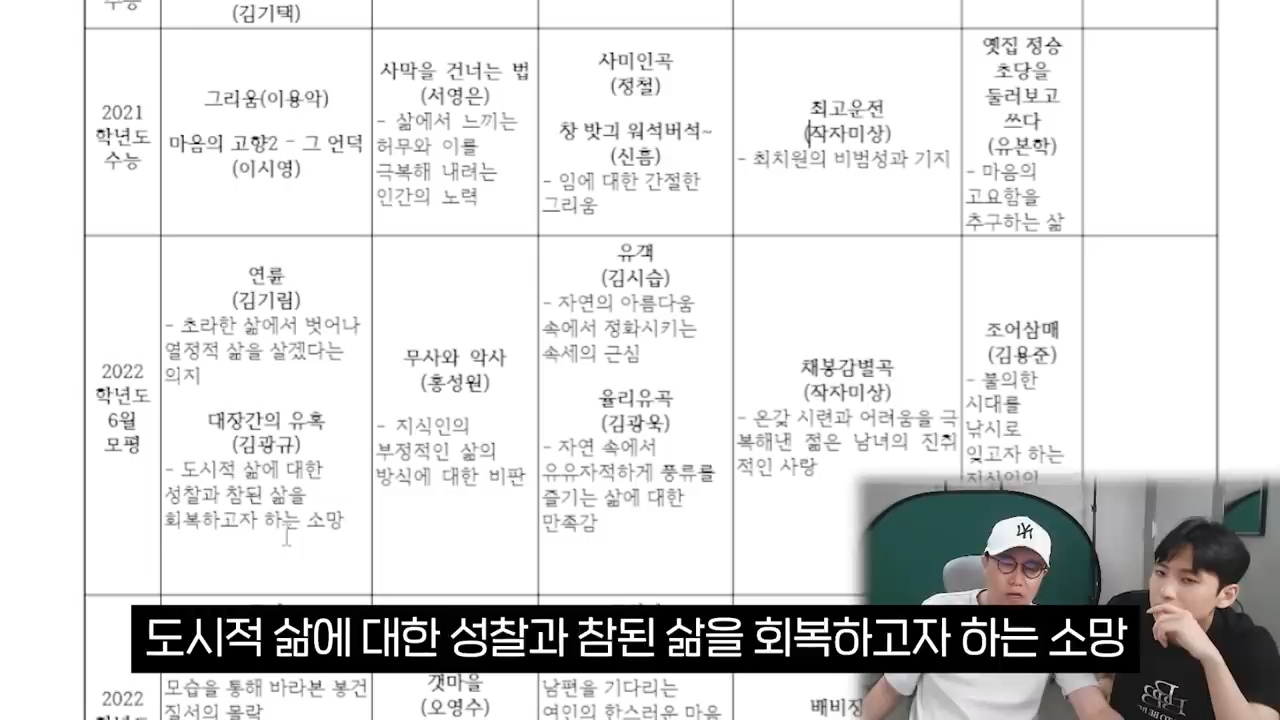 수능
(김기택)
2021
학년도
수능
그리움(이용악)
마음의 고향2 - 그 언덕
(이시영)
사막을 건너는 법
(서영은)
- 삶에서 느끼는
허무와 이를
극복해 내려는
인간의 노력
사미인곡
(정철)
창 밧긔 워석버석~
(신흠)
- 임에 대한 간절한
그리움
최고운전
(작자미상)
- 최치원의 비범성과 기지
옛집 정승
초당을
둘러보고
쓰다
(유본학)
- 마음의
고요함을
추구하는 삶
2022
학년도
6월
모평
연륜
(김기림)
- 초라한 삶에서 벗어나
열정적 삶을 살겠다는
의지
대장간의 유혹
(김광규)
- 도시적 삶에 대한
성찰과 참된 삶을
회복하고자 하는 소망
무사와 악사
(홍성원)
- 지식인의
부정적인 삶의
방식에 대한 비판
유객
(김시습)
- 자연의 아름다움
속에서 정화시키는
속세의 근심
율리유곡
(김광욱)
- 자연 속에서
유유자적하게 풍류를
즐기는 삶에 대한
만족감
채봉감별곡
(작자미상)
- 온갖 시련과 어려움을 극
복해낸 젊은 남녀의 진취
적인 사랑
조어삼매
(김용준)
- 불의한
시대를
낚시로
잊고자 하는
지식인의
도시적 삶에 대한 성찰과 참된 삶을 회복하고자 하는 소망
2022
학년도
모습을 통해 바라본 봉건
질서의 몰락
갯마을
(오영수)
남편을 기다리는
여인의 한스러운 마음
배비장